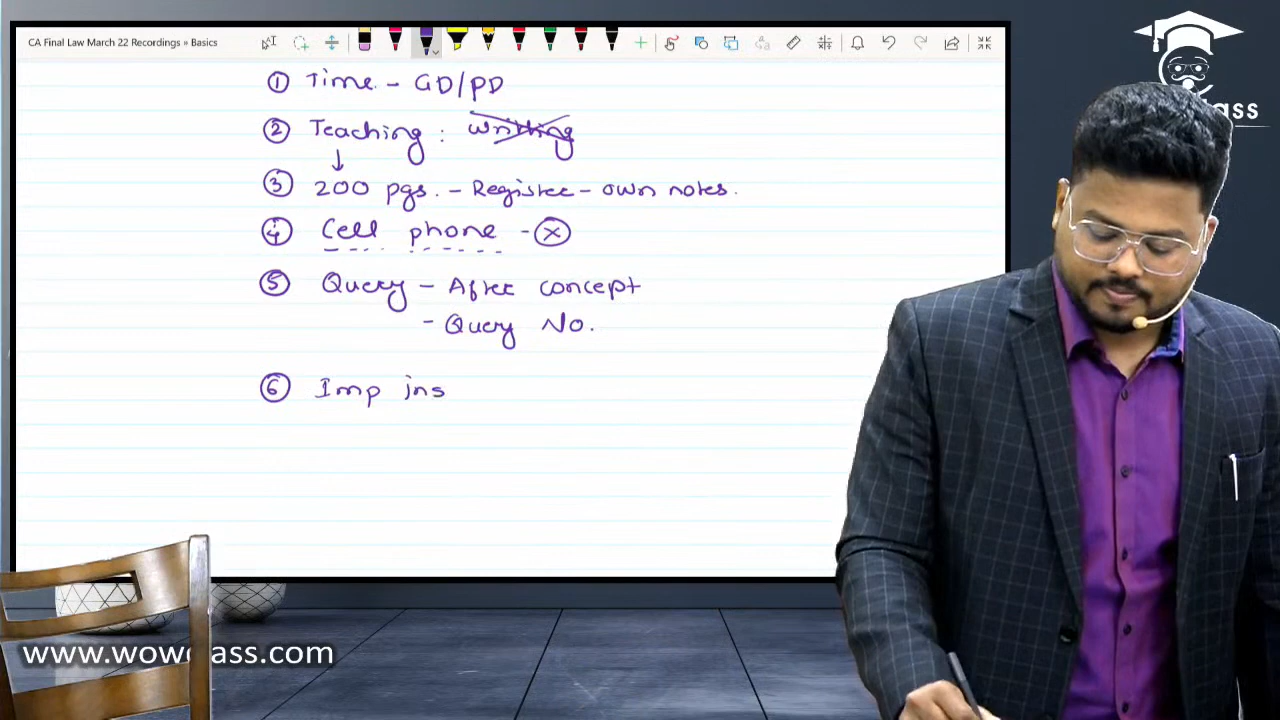 CA Final Law March 22 Recordings » Basics
① Time - GD/PD
② Teaching : writing
③ 200 pgs. - Register - own notes.
④ Cell phone - ⓧ
⑤ Query - After concept
- Query No.
⑥ Imp ins
ass
www.wowclass.com